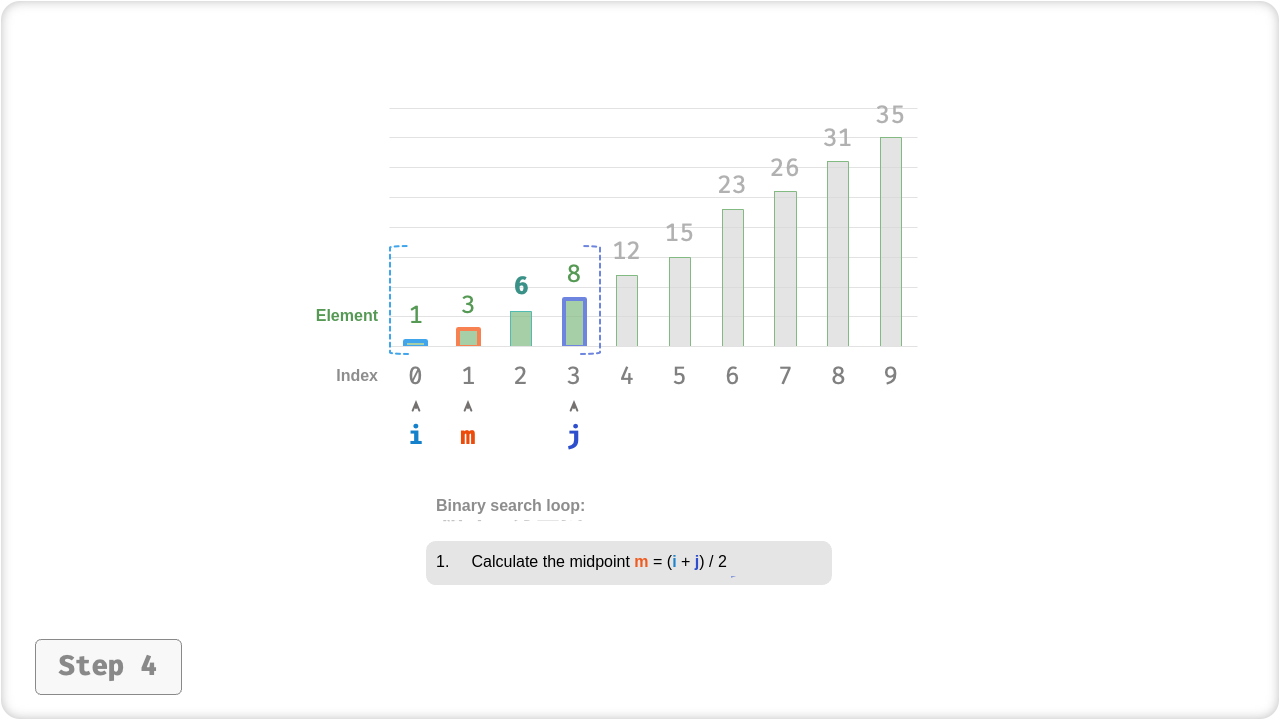 35
31
26
23
15
12
8
6
3
1
Element
Index 0 1 2 3 4 5 6 7 8 9
i m j
Binary search loop:
1. Calculate the midpoint m = (i + j) / 2
Step 4